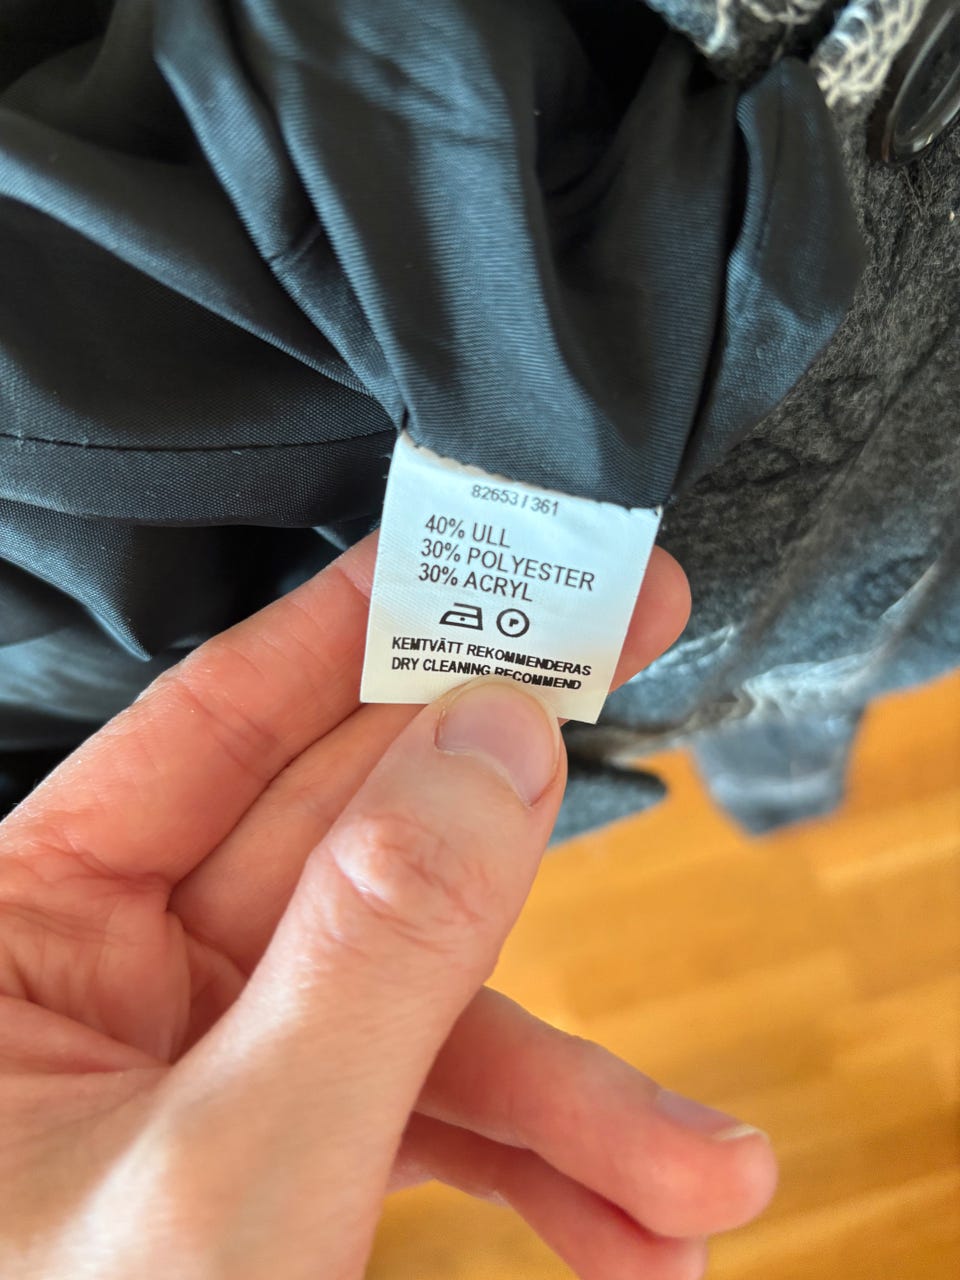 82653 / 361
40% ULL
30% POLYESTER
30% ACRYL
P
KEMTVÄTT REKOMMENDERAS
DRY CLEANING RECOMMEND